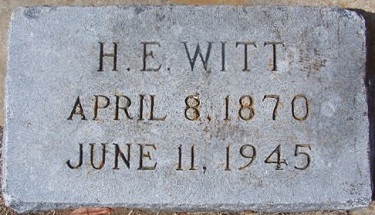 H. E. WITT
APRIL 8, 1870
JUNE 11, 1945